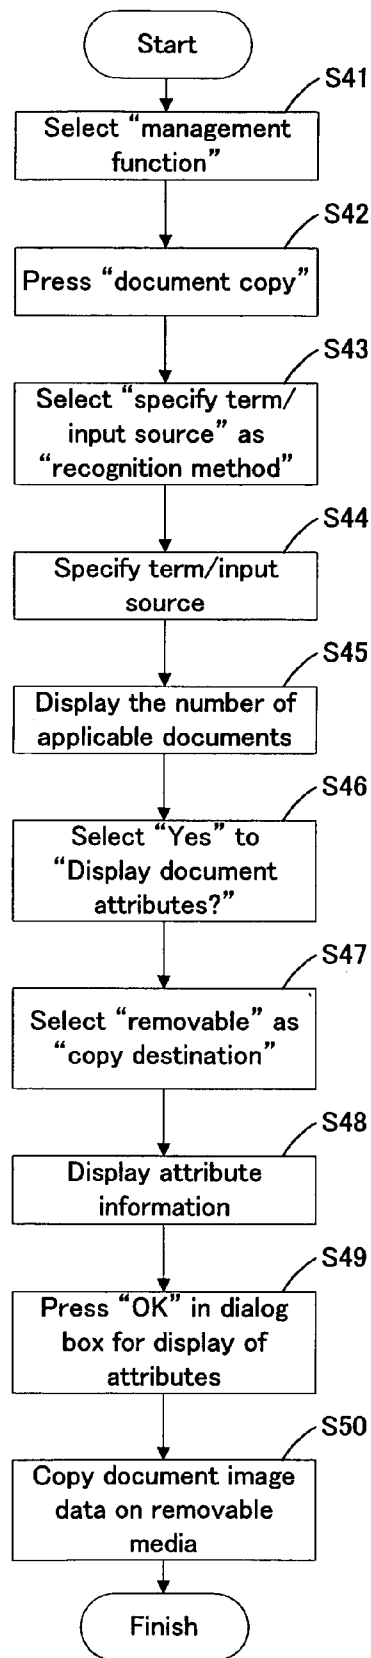 Start
S41
Select “management
function”
S42
Press “document copy”
S43
Select “specify term/
input source” as
“recognition method”
S44
Specify term/input
source
S45
Display the number of
applicable documents
S46
Select “Yes” to
“Display document
attributes?”
S47
Select “removable” as
“copy destination”
S48
Display attribute
information
S49
Press “OK” in dialog
box for display of
attributes
S50
Copy document image
data on removable
media
Finish